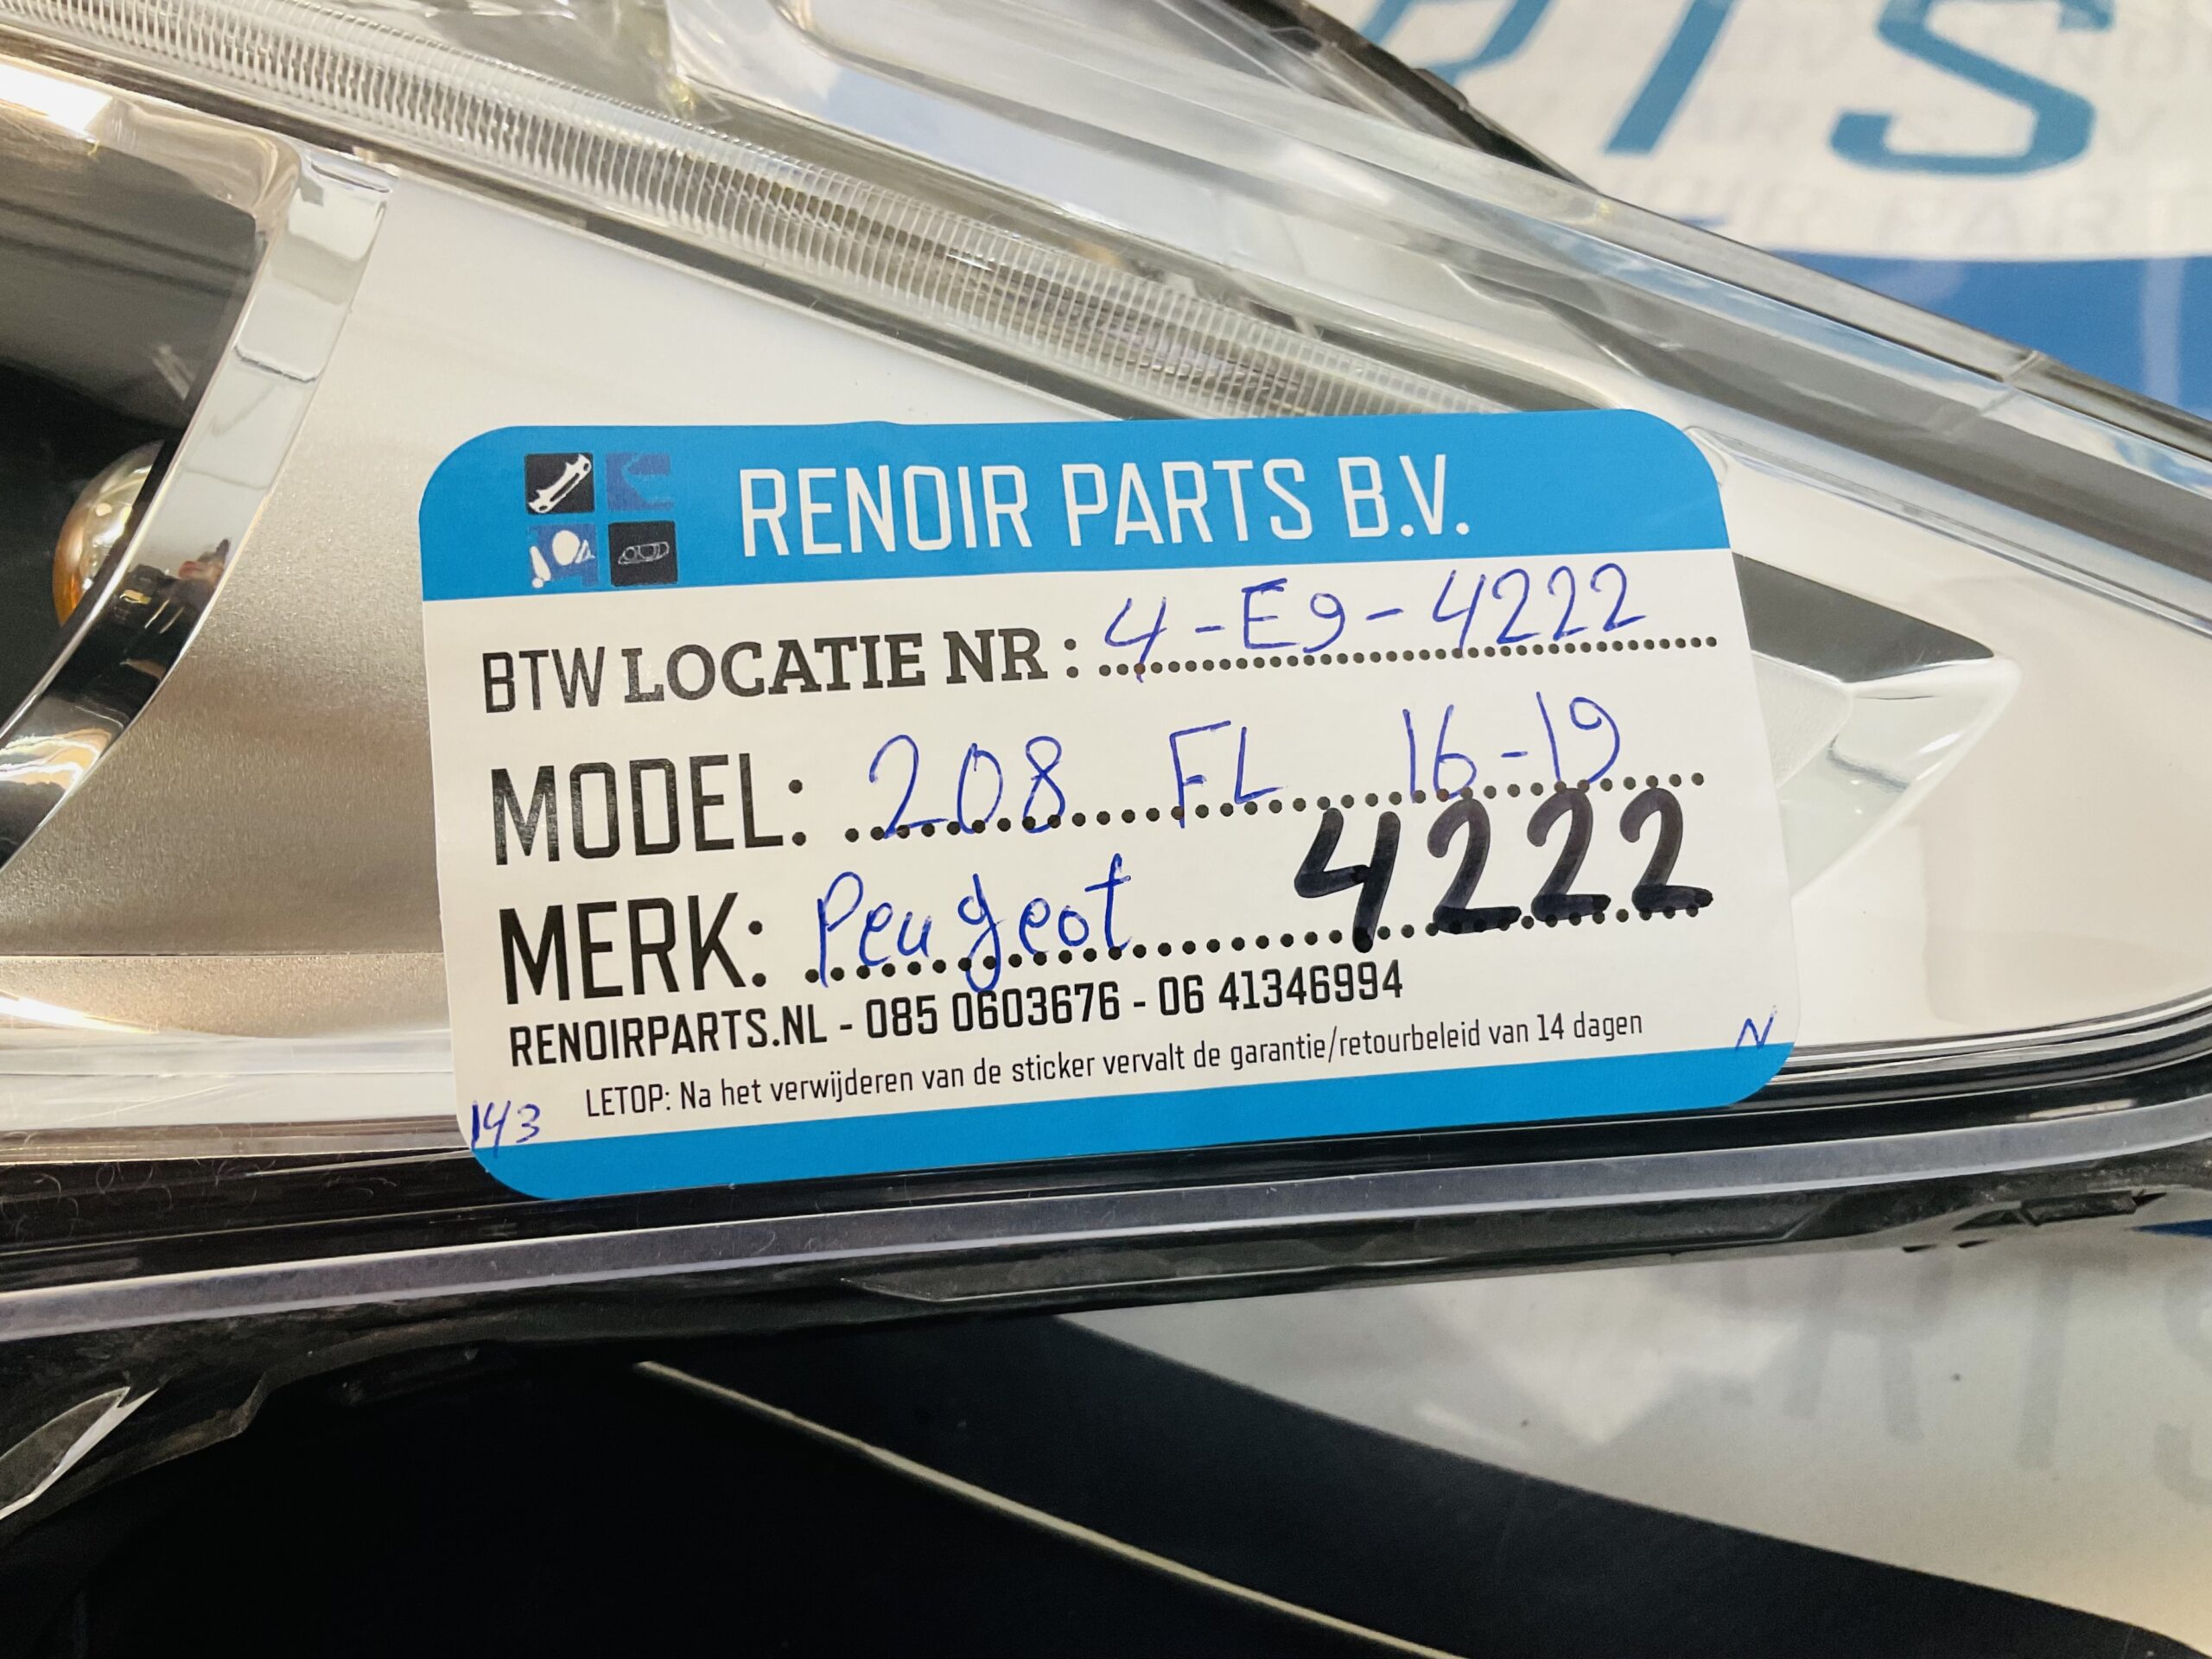 RTS
RENOIR PARTS B.V.
BTW LOCATIE NR : 4-E9-4222
MODEL: 208 FL 16-19
MERK: Peugeot 4222
RENOIRPARTS.NL - 085 0603676 - 06 41346994
LETOP: Na het verwijderen van de sticker vervalt de garantie/retourbeleid van 14 dagen
N
143